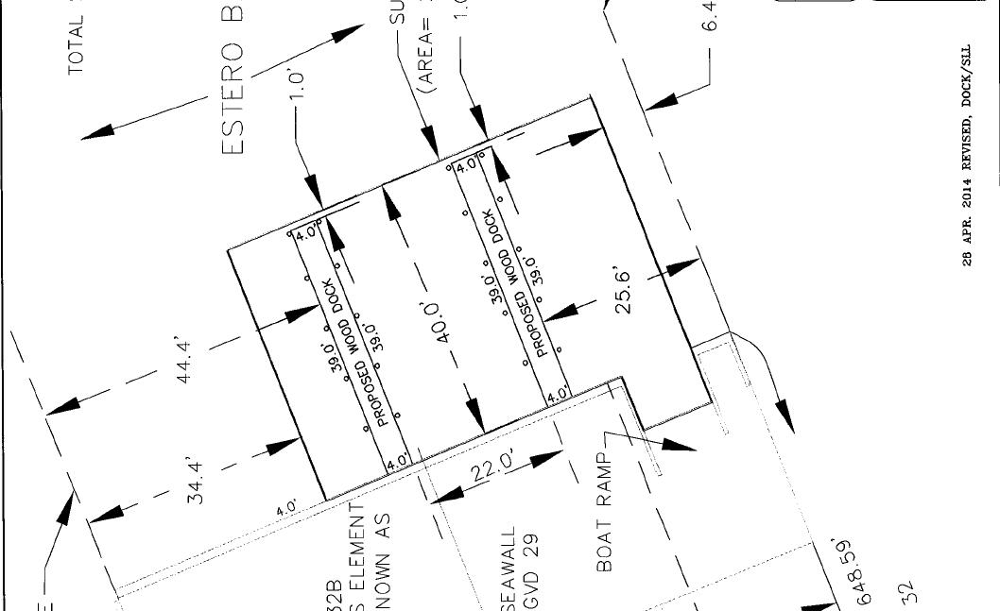 TOTAL
ESTERO B
1.0'
SU
(AREA=
1.0
6.4
28 APR. 2014 REVISED, DOCK/SLL
4.0'
4.0'
PROPOSED WOOD DOCK
39.0'
39.0'
4.0'
40.0'
PROPOSED WOOD DOCK
39.0'
39.0'
4.0'
25.6'
44.4'
34.4'
4.0'
22.0'
BOAT RAMP
E
32B
S ELEMENT
NOWN AS
SEAWALL
GVD 29
648.59'
32